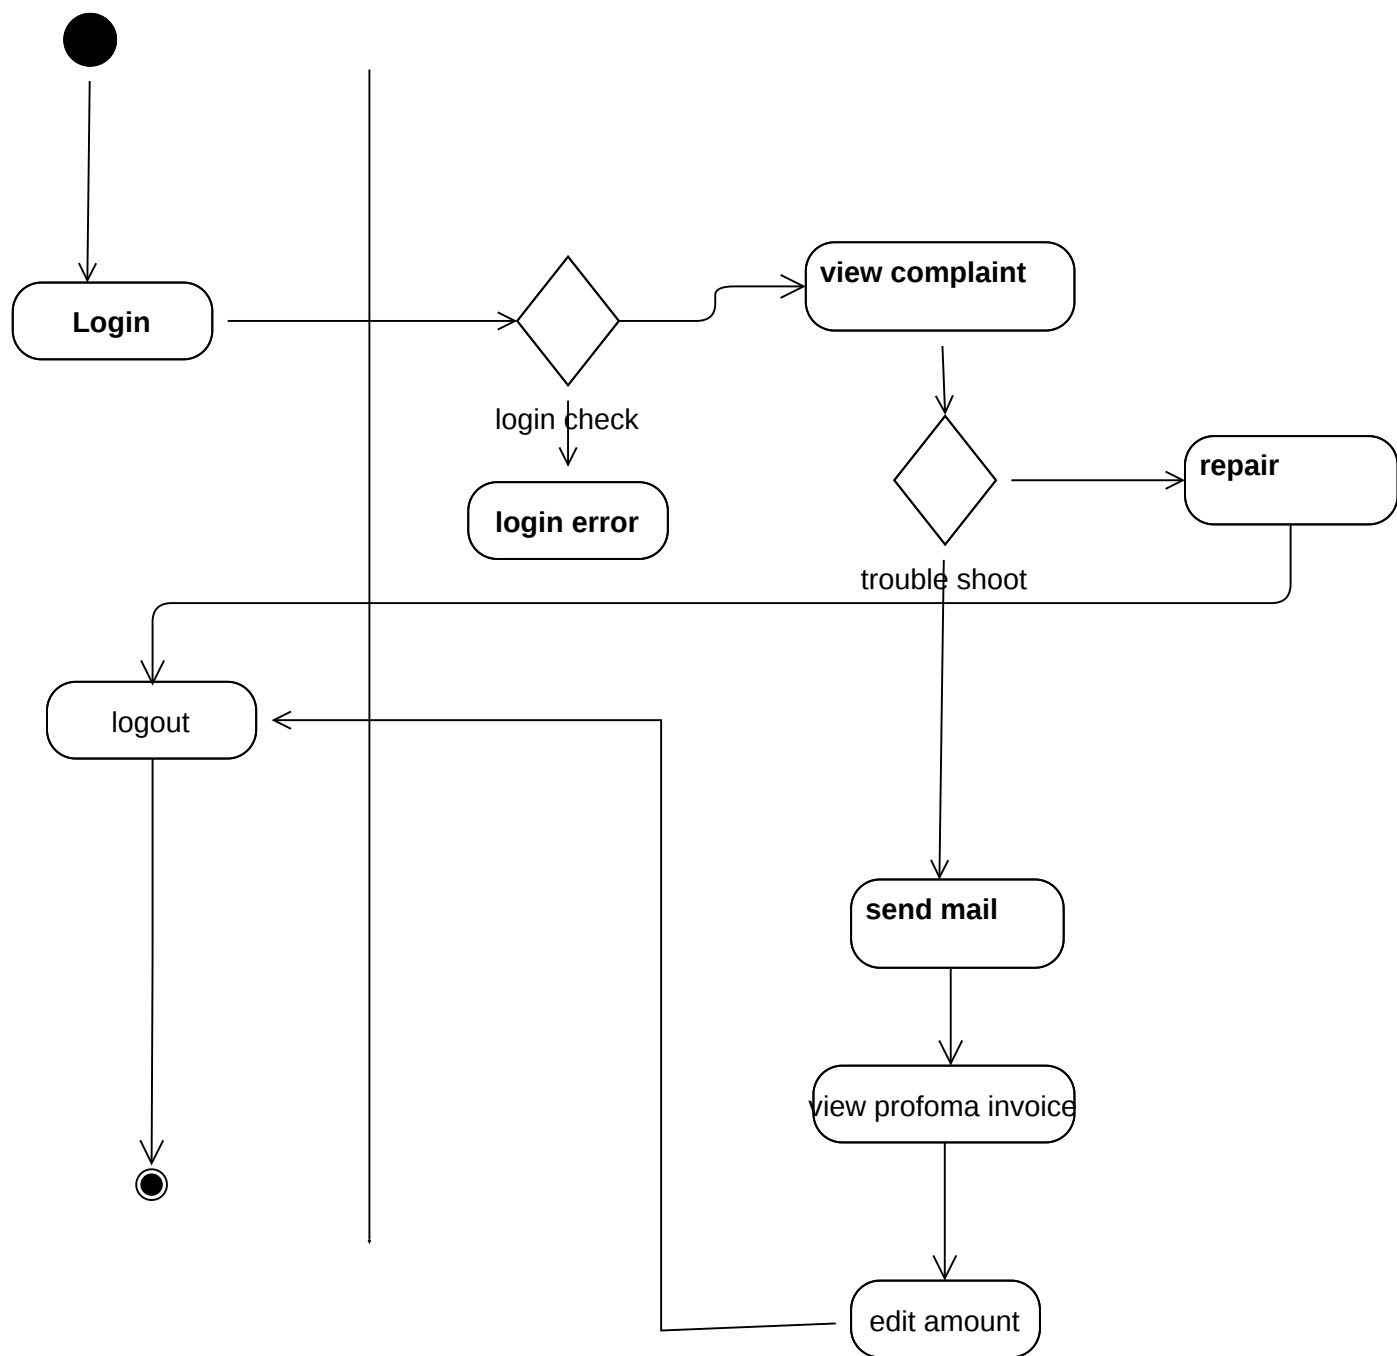 Login
view complaint
login check
repair
login error
trouble shoot
logout
send mail
view profoma invoice
edit amount